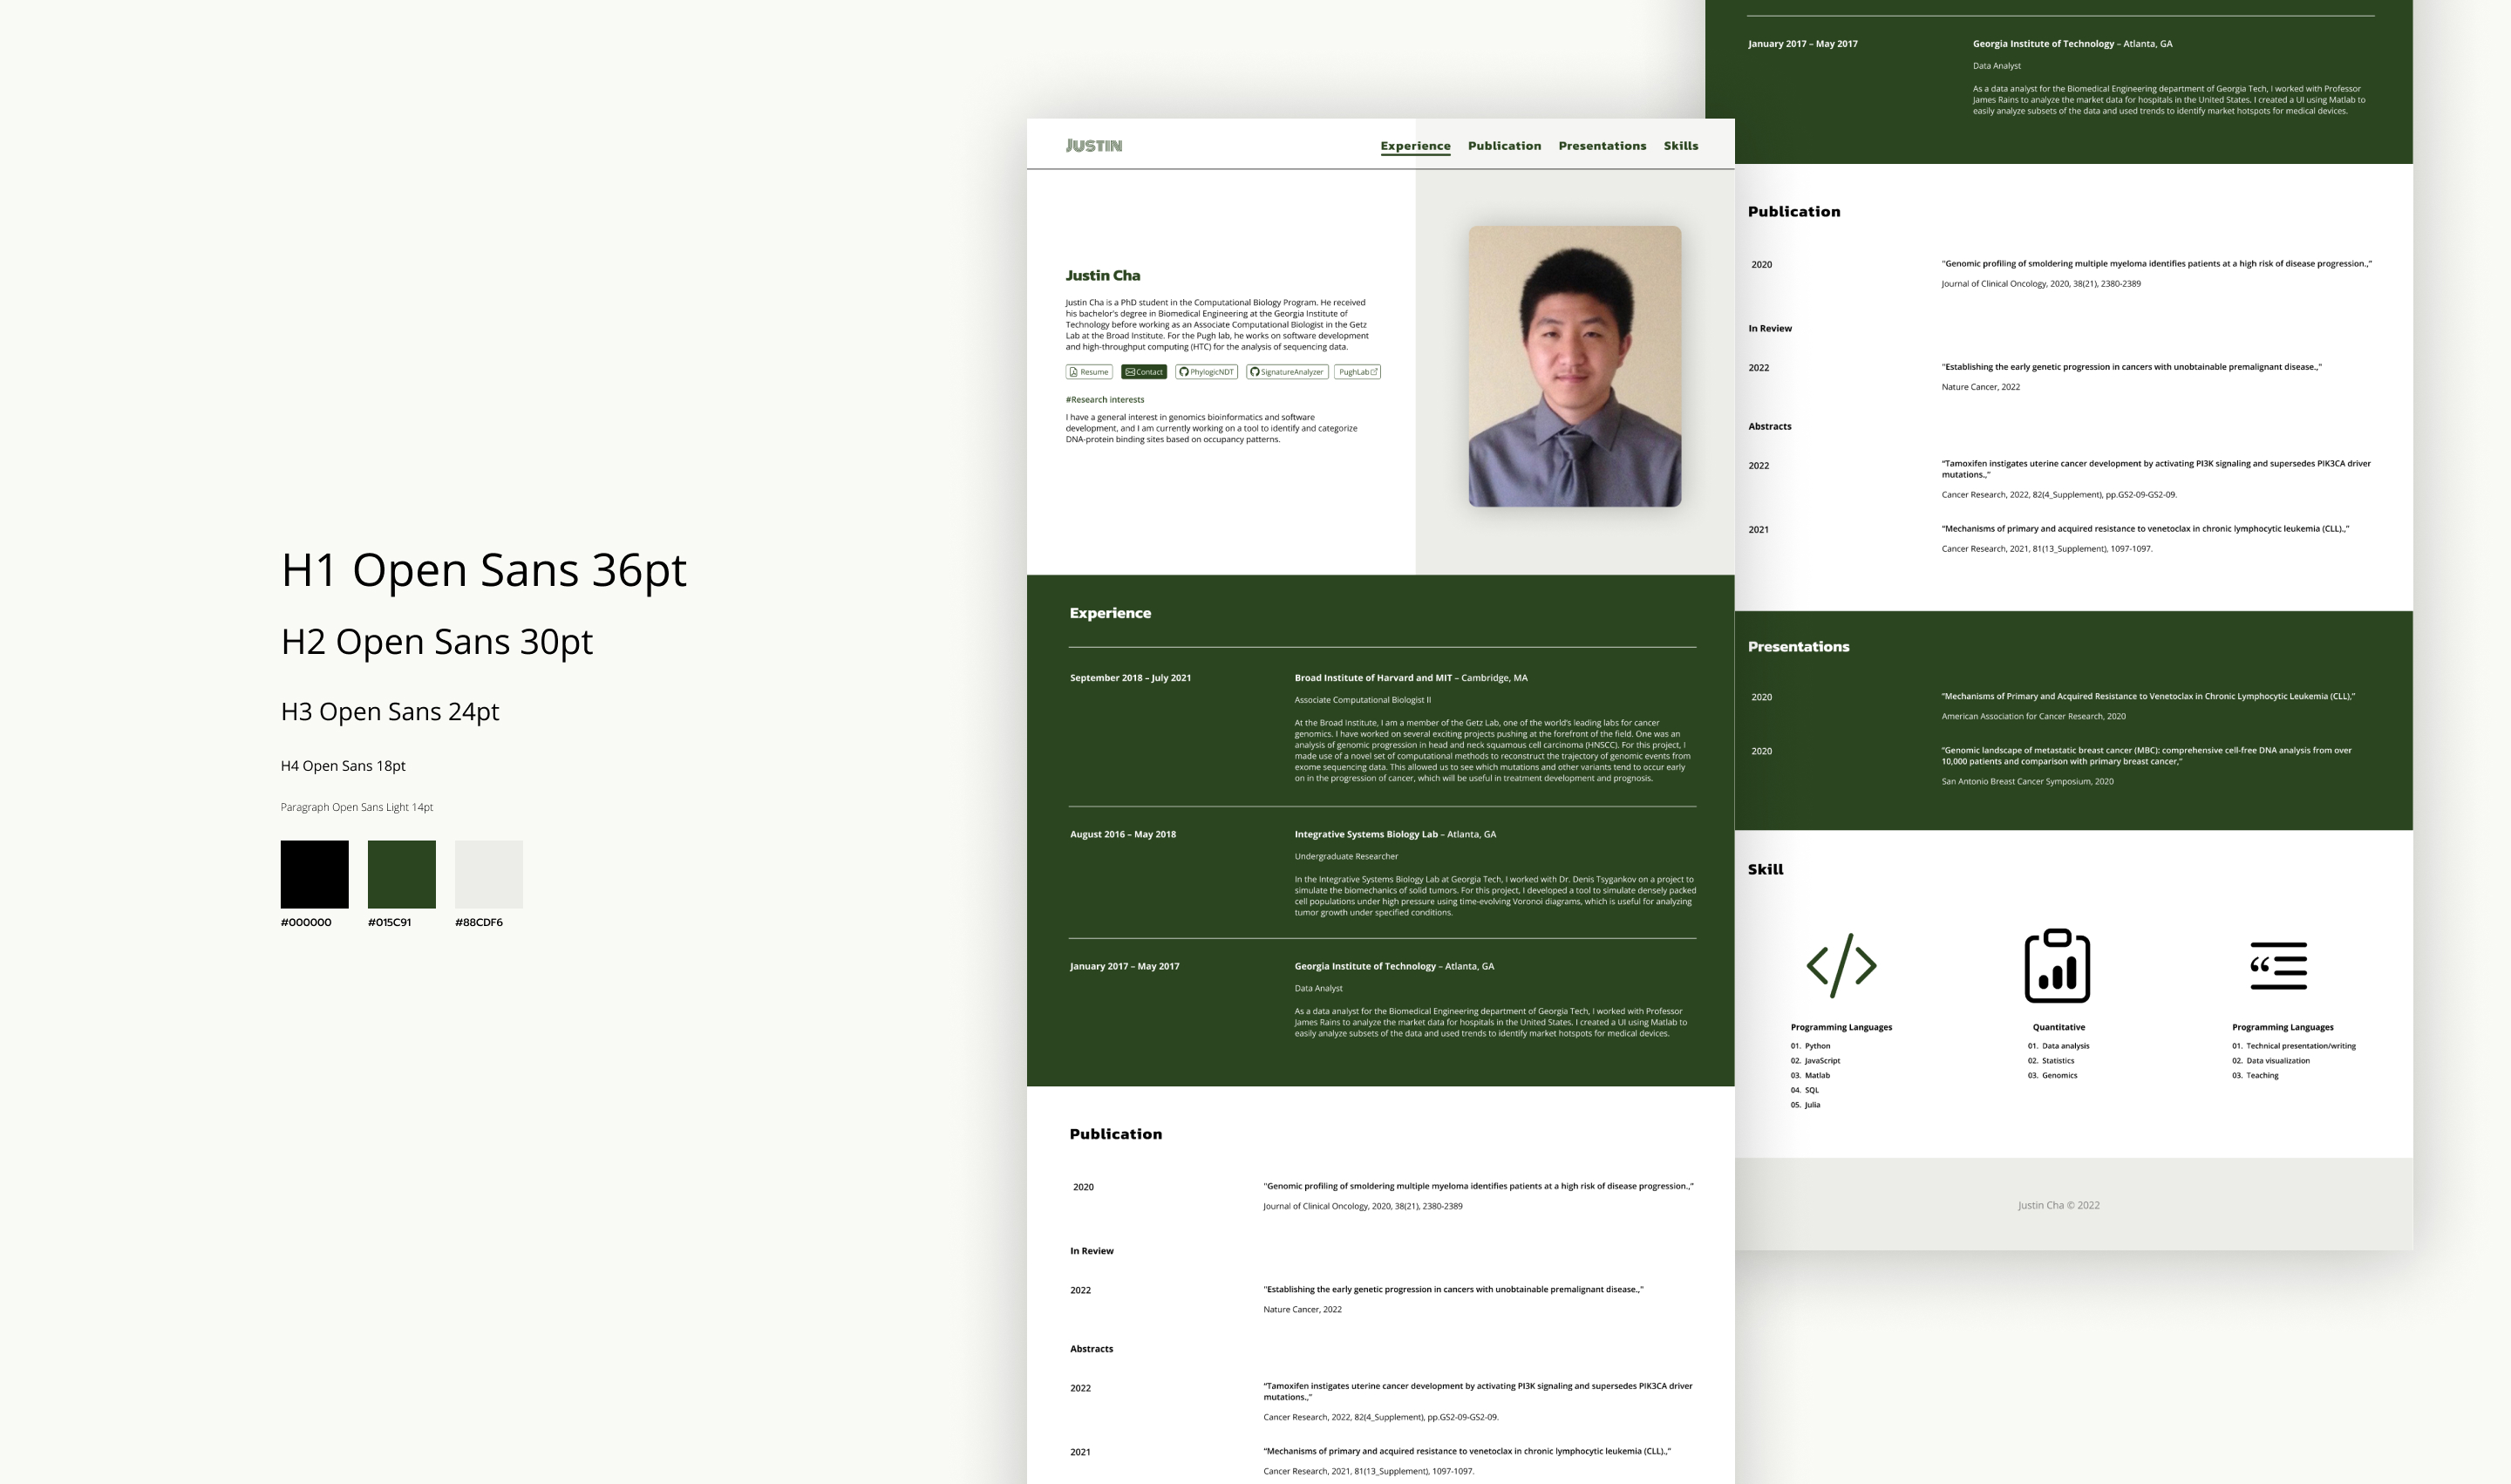 H1 Open Sans 36pt
H2 Open Sans 30pt
H3 Open Sans 24pt
H4 Open Sans 18pt
Paragraph Open Sans Light 14pt
#000000
#015C91
#88CDF6
JUSTIN
Experience
Publication
Presentations
Skills
Justin Cha
Justin Cha is a PhD student in the Computational Biology Program. He received
his bachelor's degree in Biomedical Engineering at the Georgia Institute of
Technology before working as an Associate Computational Biologist in the Getz
Lab at the Broad Institute. For the Pugh lab, he works on software development
and high-throughput computing (HTC) for the analysis of sequencing data.
Resume
Contact
PhylogicNDT
SignatureAnalyzer
PughLab
#Research interests
I have a general interest in genomics bioinformatics and software
development, and I am currently working on a tool to identify and categorize
DNA-protein binding sites based on occupancy patterns.
Experience
September 2018 – July 2021
Broad Institute of Harvard and MIT – Cambridge, MA
Associate Computational Biologist II
At the Broad Institute, I am a member of the Getz Lab, one of the world's leading labs for cancer
genomics. I have worked on several exciting projects pushing at the forefront of the field. One was an
analysis of genomic progression in head and neck squamous cell carcinoma (HNSCC). For this project, I
made use of a novel set of computational methods to reconstruct the trajectory of genomic events from
exome sequencing data. This allowed us to see which mutations and other variants tend to occur early
on in the progression of cancer, which will be useful in treatment development and prognosis.
August 2016 – May 2018
Integrative Systems Biology Lab – Atlanta, GA
Undergraduate Researcher
In the Integrative Systems Biology Lab at Georgia Tech, I worked with Dr. Denis Tsygankov on a project to
simulate the biomechanics of solid tumors. For this project, I developed a tool to simulate densely packed
cell populations under high pressure using time-evolving Voronoi diagrams, which is useful for analyzing
tumor growth under specified conditions.
January 2017 – May 2017
Georgia Institute of Technology – Atlanta, GA
Data Analyst
As a data analyst for the Biomedical Engineering department of Georgia Tech, I worked with Professor
James Rains to analyze the market data for hospitals in the United States. I created a UI using Matlab to
easily analyze subsets of the data and used trends to identify market hotspots for medical devices.
Publication
2020
"Genomic profiling of smoldering multiple myeloma identifies patients at a high risk of disease progression.,"
Journal of Clinical Oncology, 2020, 38(21), 2380-2389
In Review
2022
"Establishing the early genetic progression in cancers with unobtainable premalignant disease.,"
Nature Cancer, 2022
Abstracts
2022
"Tamoxifen instigates uterine cancer development by activating PI3K signaling and supersedes PIK3CA driver
mutations.,"
Cancer Research, 2022, 82(4_Supplement), pp.GS2-09-GS2-09.
2021
"Mechanisms of primary and acquired resistance to venetoclax in chronic lymphocytic leukemia (CLL).,"
Cancer Research, 2021, 81(13_Supplement), 1097-1097.
January 2017 – May 2017
Georgia Institute of Technology – Atlanta, GA
Data Analyst
As a data analyst for the Biomedical Engineering department of Georgia Tech, I worked with Professor
James Rains to analyze the market data for hospitals in the United States. I created a UI using Matlab to
easily analyze subsets of the data and used trends to identify market hotspots for medical devices.
Publication
2020
"Genomic profiling of smoldering multiple myeloma identifies patients at a high risk of disease progression.,"
Journal of Clinical Oncology, 2020, 38(21), 2380-2389
In Review
2022
"Establishing the early genetic progression in cancers with unobtainable premalignant disease.,"
Nature Cancer, 2022
Abstracts
2022
"Tamoxifen instigates uterine cancer development by activating PI3K signaling and supersedes PIK3CA driver
mutations.,"
Cancer Research, 2022, 82(4_Supplement), pp.GS2-09-GS2-09.
2021
"Mechanisms of primary and acquired resistance to venetoclax in chronic lymphocytic leukemia (CLL).,"
Cancer Research, 2021, 81(13_Supplement), 1097-1097.
Presentations
2020
"Mechanisms of Primary and Acquired Resistance to Venetoclax in Chronic Lymphocytic Leukemia (CLL),"
American Association for Cancer Research, 2020
2020
"Genomic landscape of metastatic breast cancer (MBC): comprehensive cell-free DNA analysis from over
10,000 patients and comparison with primary breast cancer,"
San Antonio Breast Cancer Symposium, 2020
Skill
Programming Languages
01. Python
02. JavaScript
03. Matlab
04. SQL
05. Julia
Quantitative
01. Data analysis
02. Statistics
03. Genomics
Programming Languages
01. Technical presentation/writing
02. Data visualization
03. Teaching
Justin Cha © 2022